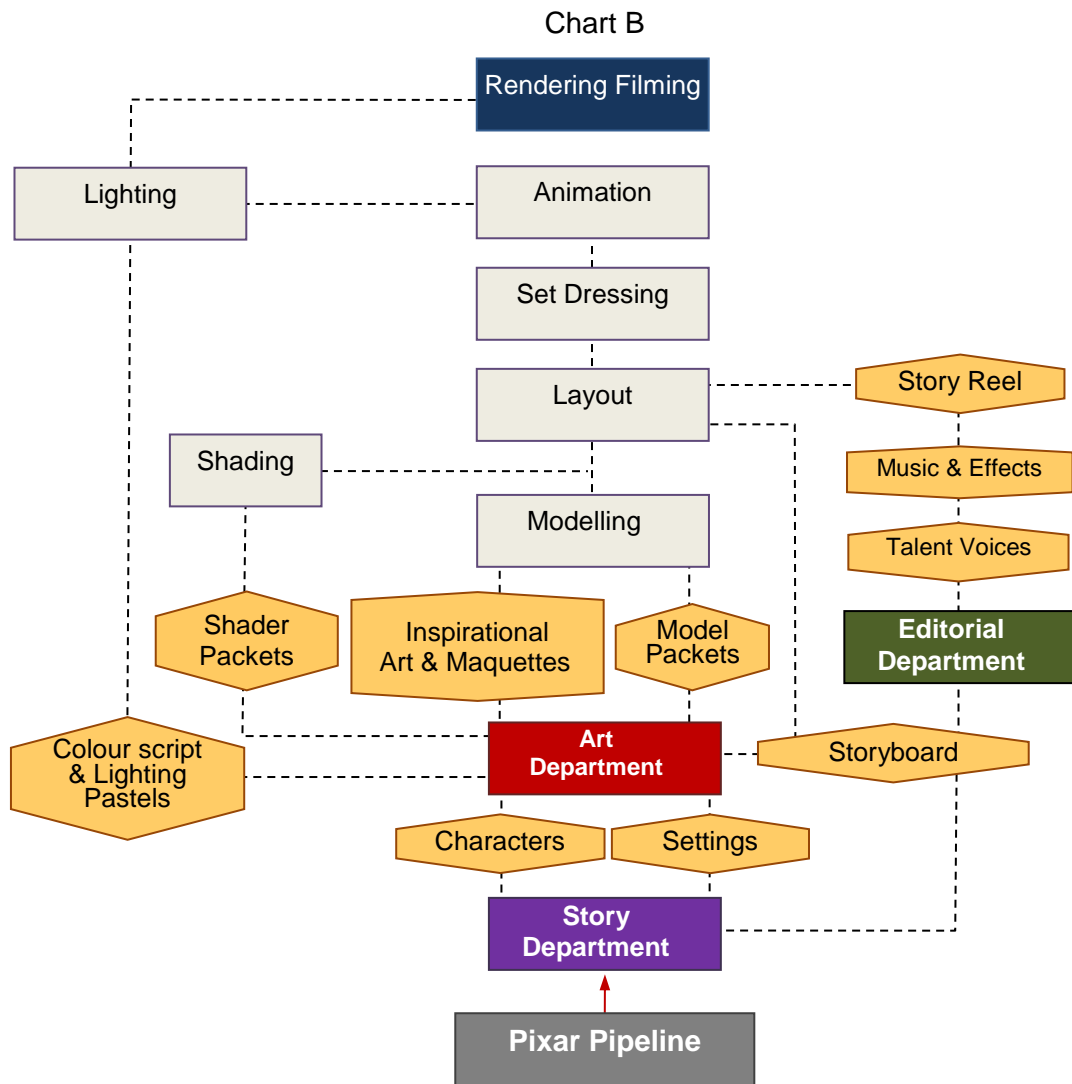 Chart B
Rendering Filming
Lighting
Animation
Set Dressing
Layout
Story Reel
Shading
Music & Effects
Modelling
Talent Voices
Shader
Packets
Inspirational
Art & Maquettes
Model
Packets
Editorial
Department
Colour script
& Lighting
Pastels
Art
Department
Storyboard
Characters
Settings
Story
Department
Pixar Pipeline